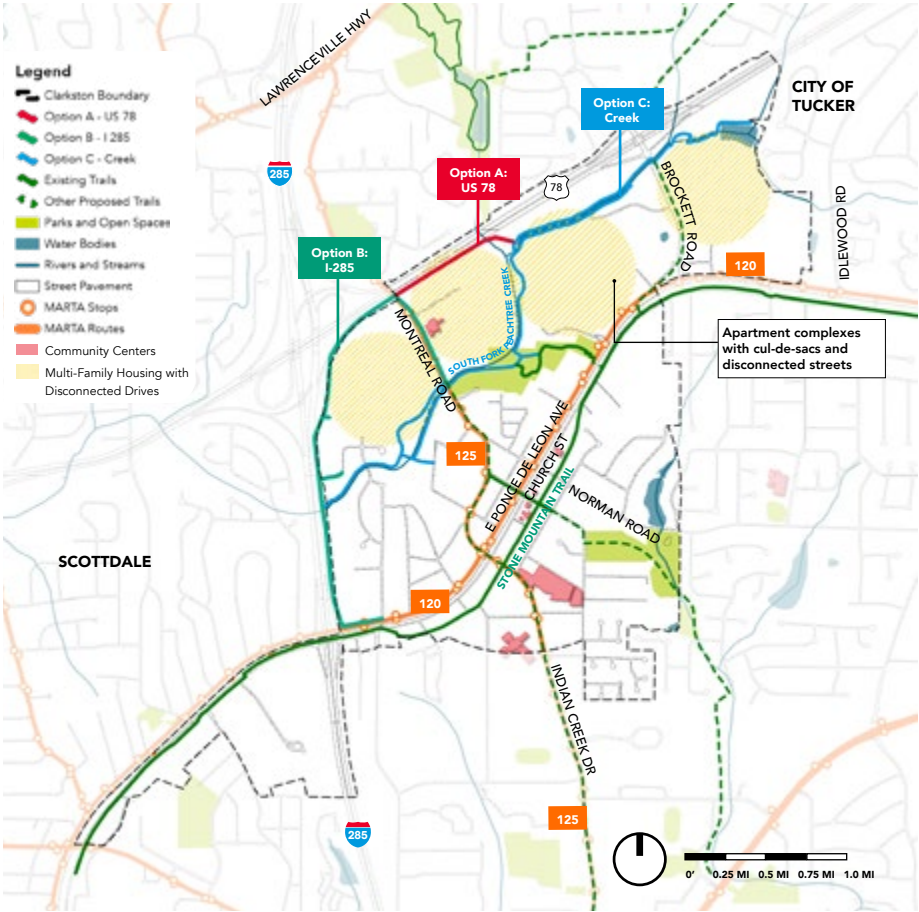 LAWRENCEVILLE HWY
CITY OF
TUCKER
Legend
Clarkston Boundary
Option A - US 78
Option B - I 285
Option C - Creek
Existing Trails
Other Proposed Trails
Parks and Open Spaces
Water Bodies
Rivers and Streams
Street Pavement
MARTA Stops
MARTA Routes
Community Centers
Multi-Family Housing with
Disconnected Drives
Option C:
Creek
285
Option A:
US 78
78
BROCKETT ROAD
IDLEWOOD RD
Option B:
I-285
120
SOUTH FORK PEACHTREE CREEK
MONTREAL ROAD
Apartment complexes
with cul-de-sacs and
disconnected streets
125
E PONCE DE LEON AVE
CHURCH ST
STONE MOUNTAIN TRAIL
NORMAN ROAD
SCOTTDALE
120
INDIAN CREEK DR
125
285
0' 0.25 MI 0.5 MI 0.75 MI 1.0 MI